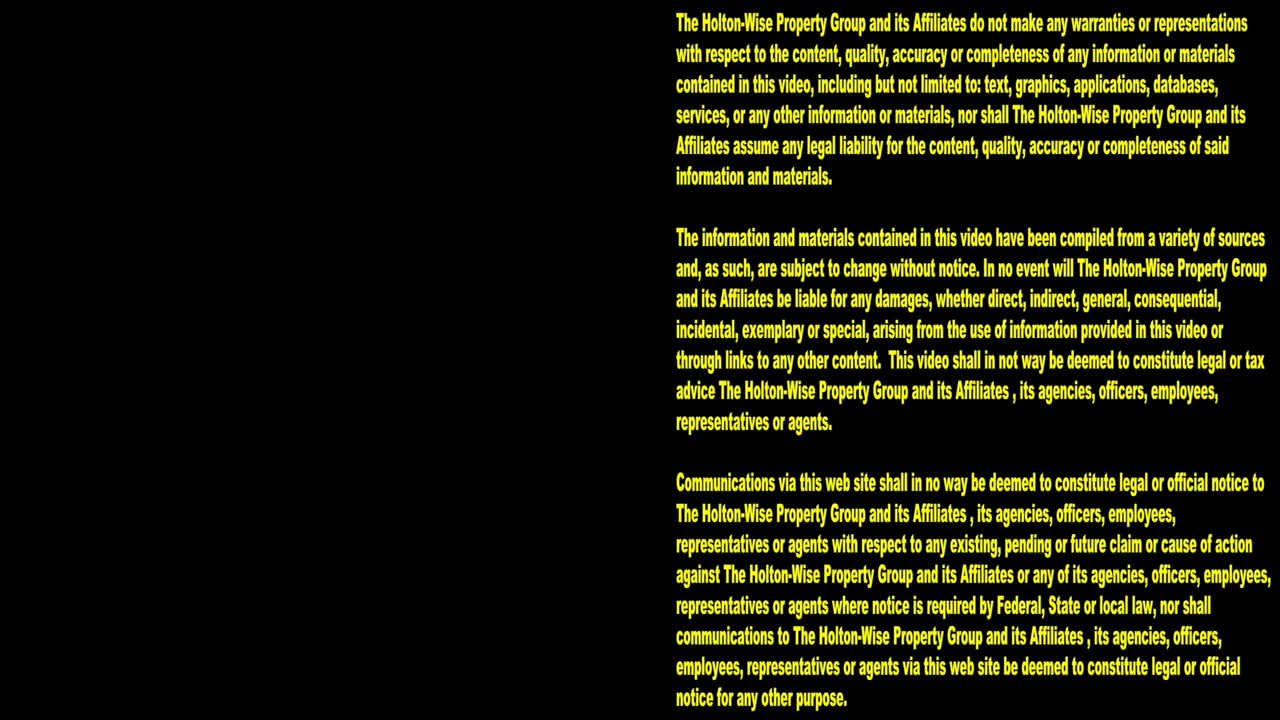 The Holton-Wise Property Group and its Affiliates do not make any warranties or representations
with respect to the content, quality, accuracy or completeness of any information or materials
contained in this video, including but not limited to: text, graphics, applications, databases,
services, or any other information or materials, nor shall The Holton-Wise Property Group and its
Affiliates assume any legal liability for the content, quality, accuracy or completeness of said
information and materials.
The information and materials contained in this video have been compiled from a variety of sources
and, as such, are subject to change without notice. In no event will The Holton-Wise Property Group
and its Affiliates be liable for any damages, whether direct, indirect, general, consequential,
incidental, exemplary or special, arising from the use of information provided in this video or
through links to any other content.  This video shall in not way be deemed to constitute legal or tax
advice The Holton-Wise Property Group and its Affiliates , its agencies, officers, employees,
representatives or agents.
Communications via this web site shall in no way be deemed to constitute legal or official notice to
The Holton-Wise Property Group and its Affiliates , its agencies, officers, employees,
representatives or agents with respect to any existing, pending or future claim or cause of action
against The Holton-Wise Property Group and its Affiliates or any of its agencies, officers, employees,
representatives or agents where notice is required by Federal, State or local law, nor shall
communications to The Holton-Wise Property Group and its Affiliates , its agencies, officers,
employees, representatives or agents via this web site be deemed to constitute legal or official
notice for any other purpose.